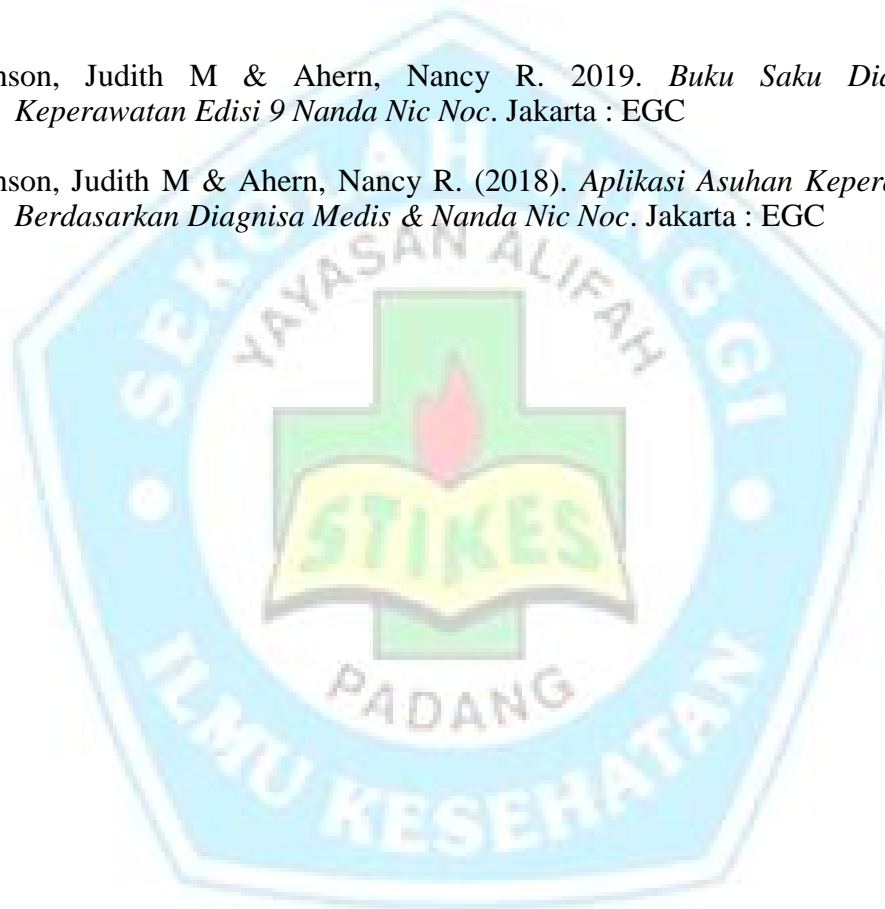 nson, Judith M & Ahern, Nancy R. 2019. Buku Saku Dia
Keperawatan Edisi 9 Nanda Nic Noc. Jakarta : EGC
nson, Judith M & Ahern, Nancy R. (2018). Aplikasi Asuhan Kepera
Berdasarkan Diagnisa Medis & Nanda Nic Noc. Jakarta : EGC
SEKOLAH TINGGI
YAYASAN ALIFAH
STIKES
PADANG
ILMU KESEHATAN